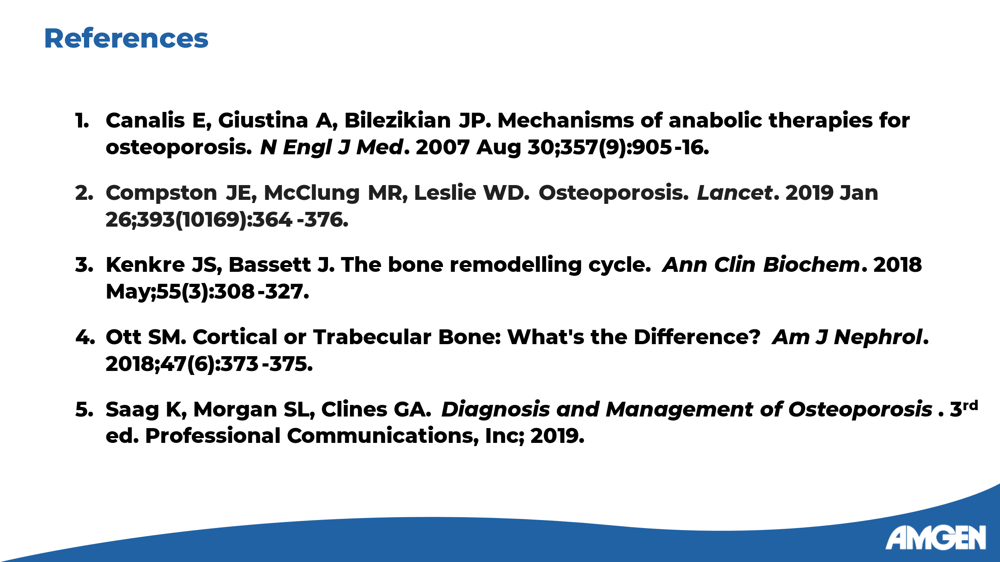 References
1. Canalis E, Giustina A, Bilezikian JP. Mechanisms of anabolic therapies for
osteoporosis. N Engl J Med. 2007 Aug 30;357(9):905-16.
2. Compston JE, McClung MR, Leslie WD. Osteoporosis. Lancet. 2019 Jan
26;393(10169):364-376.
3. Kenkre JS, Bassett J. The bone remodelling cycle. Ann Clin Biochem. 2018
May;55(3):308-327.
4. Ott SM. Cortical or Trabecular Bone: What's the Difference? Am J Nephrol.
2018;47(6):373-375.
5. Saag K, Morgan SL, Clines GA. Diagnosis and Management of Osteoporosis. 3rd
ed. Professional Communications, Inc; 2019.
AMGEN